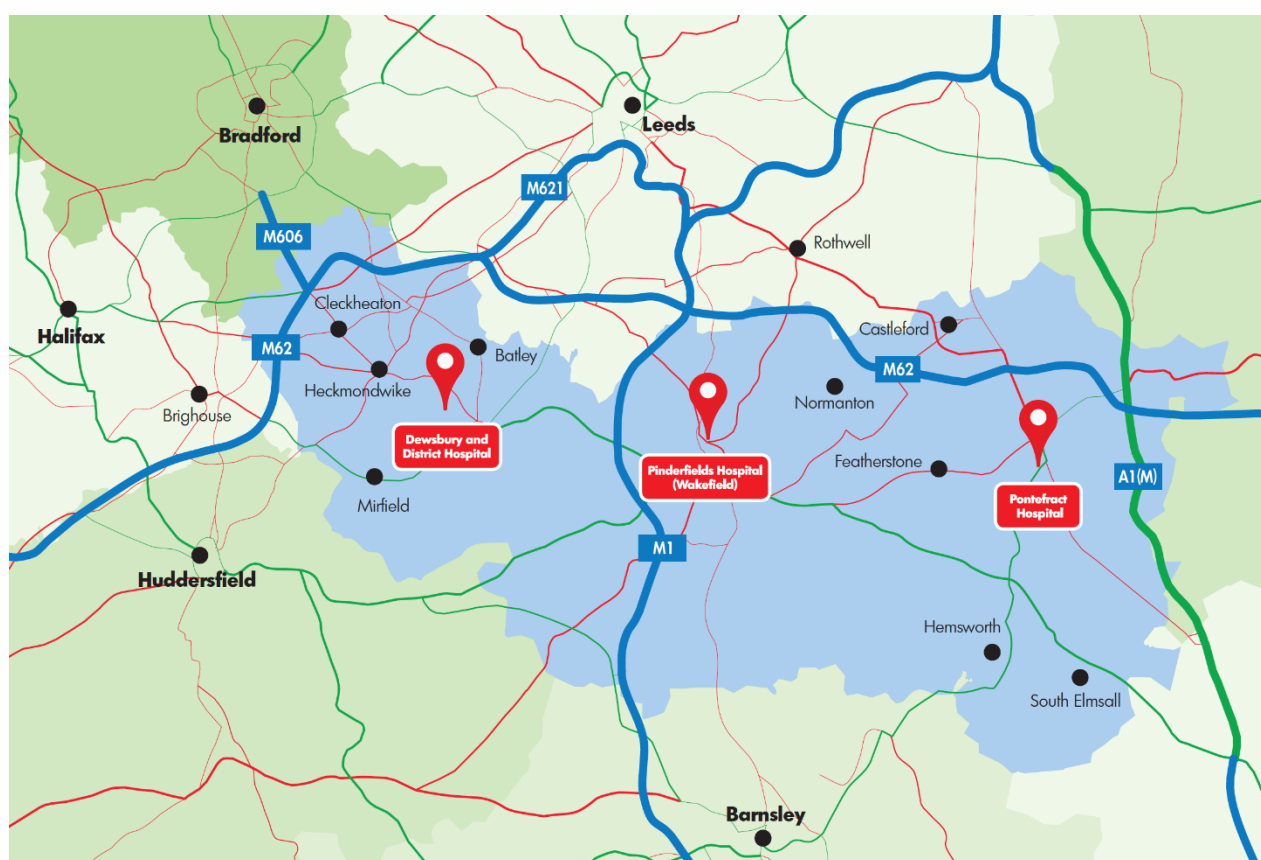 Bradford
Leeds
M621
M606
Rothwell
Cleckheaton
Halifax
Castleford
M62
Batley
M62
Heckmondwike
Normanton
Brighouse
Dewsbury and
District Hospital
Pinderfields Hospital
(Wakefield)
Featherstone
A1(M)
Mirfield
Pontefract
Hospital
M1
Huddersfield
Hemsworth
South Elmsall
Barnsley